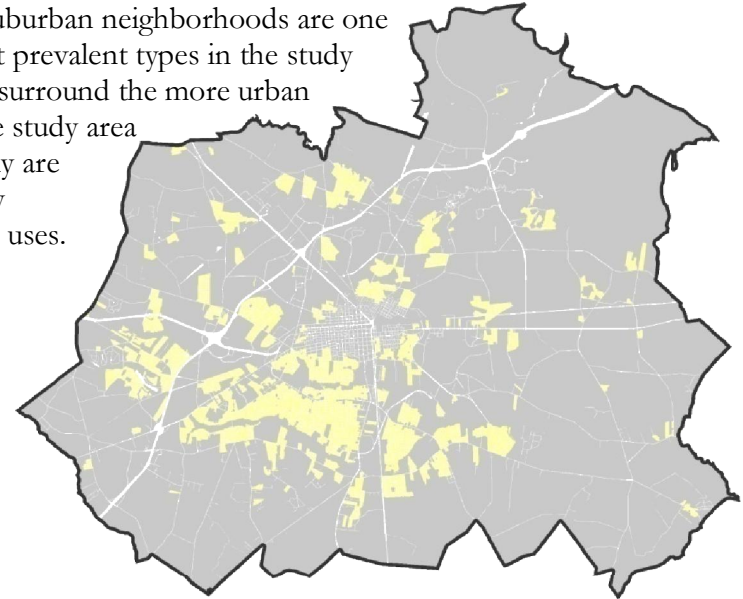 uburban neighborhoods are one
t prevalent types in the study
surround the more urban
e study area
y are
y
uses.